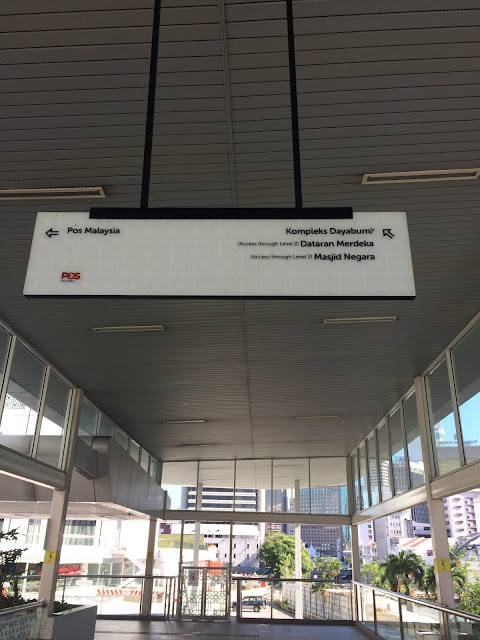 Pos Malaysia
Kompleks Dayabumi
(Access through Level 2) Dataran Merdeka
(Access through Level 2) Masjid Negara
POS